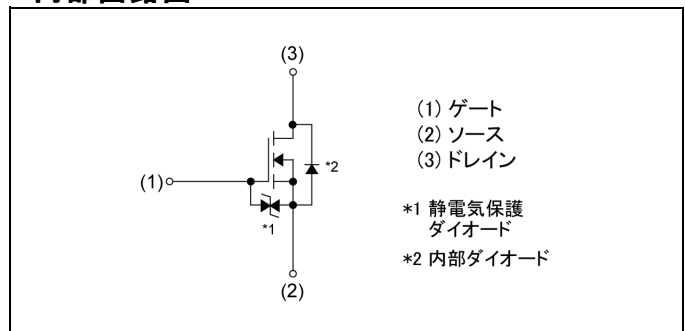 (3)
(1)
*2
*1
(2)
(1) ゲート
(2) ソース
(3) ドレイン
*1 静電気保護
ダイオード
*2 内部ダイオード